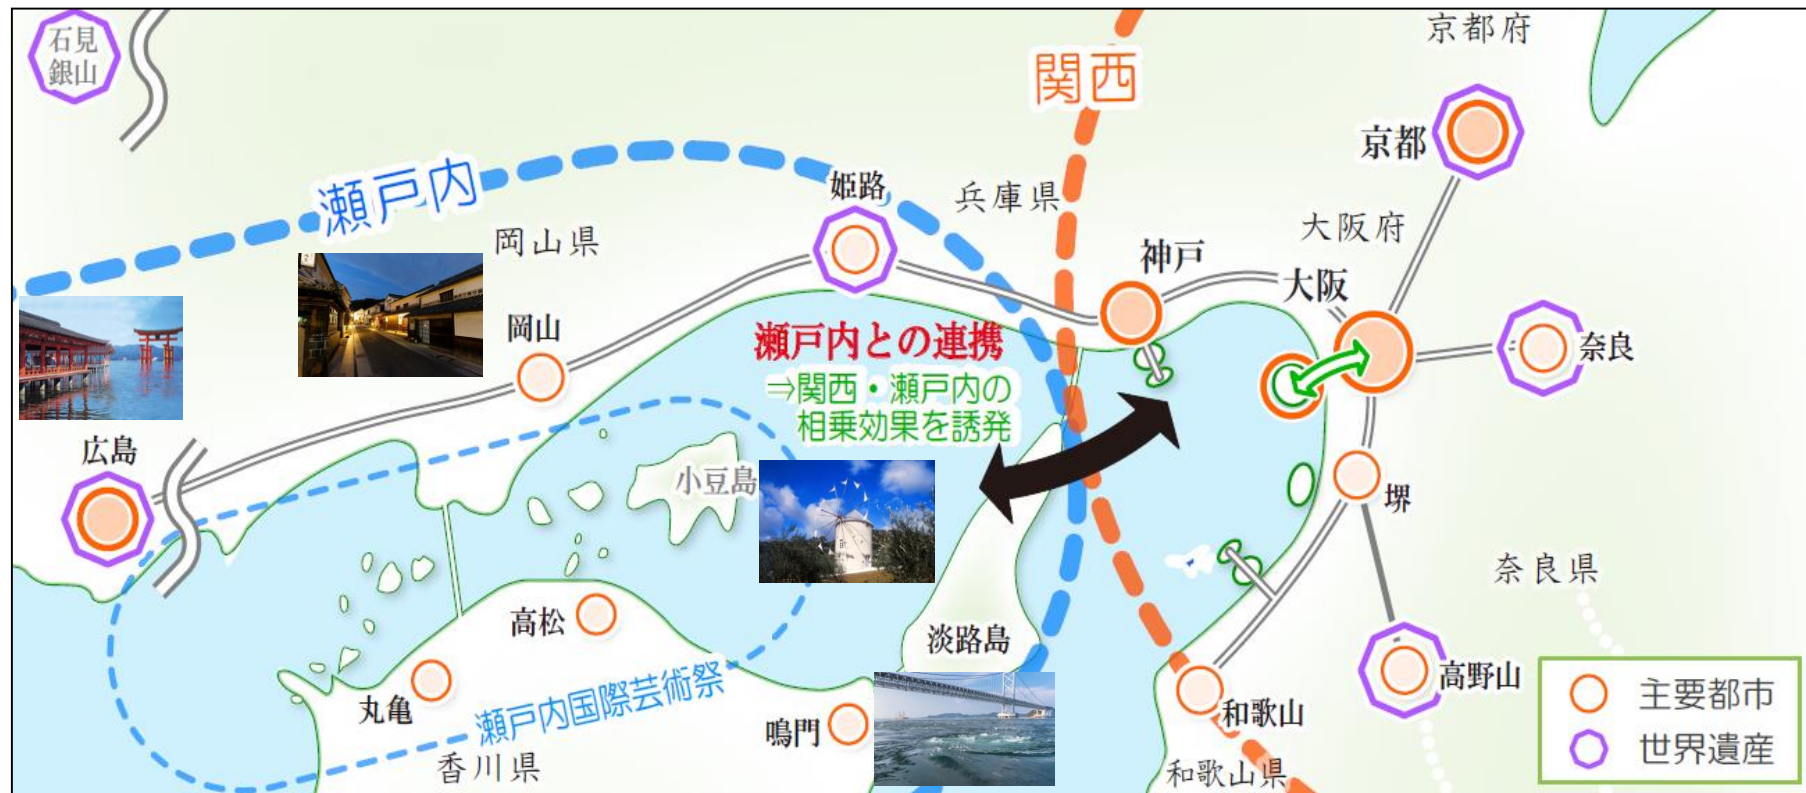 石見
銀山
京都府
関西
京都
瀬戸内
姫路
兵庫県
大阪府
岡山県
神戸
大阪
岡山
瀬戸内との連携
⇒関西・瀬戸内の
相乗効果を誘発
奈良
広島
小豆島
堺
奈良県
高松
淡路島
丸亀
瀬戸内国際芸術祭
鳴門
香川県
高野山
和歌山
和歌山県
主要都市
世界遺産